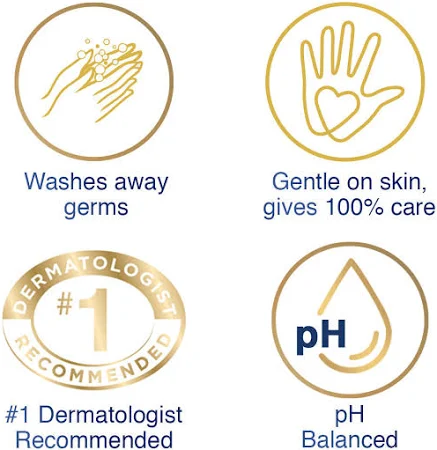 Washes away
germs
Gentle on skin,
gives 100% care
DERMATOLOGIST
#1
RECOMMENDED
#1 Dermatologist
Recommended
pH
pH
Balanced